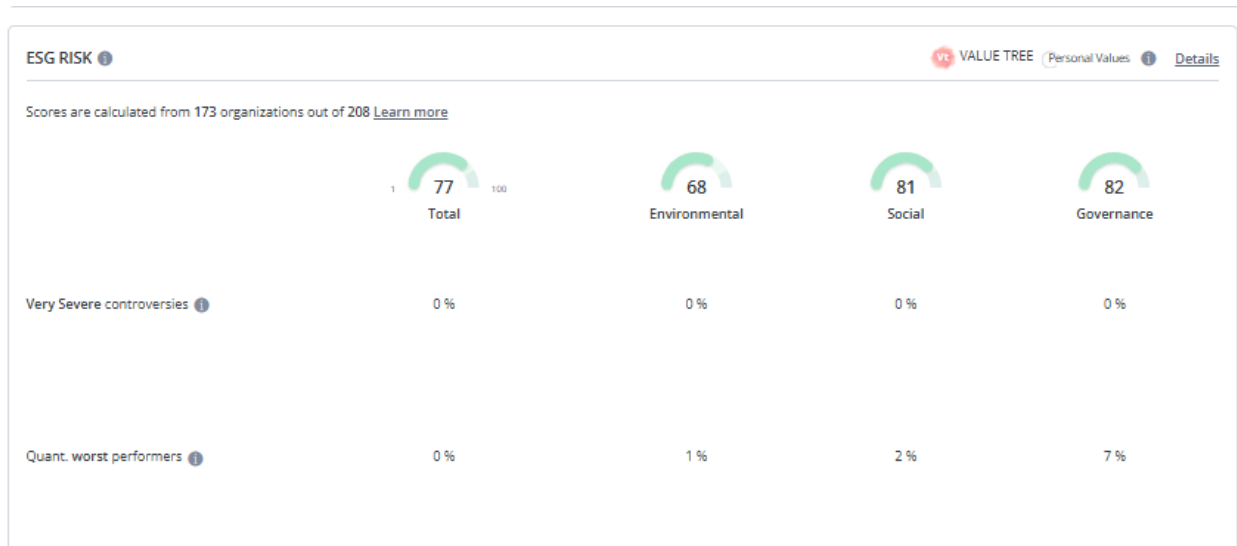 ESG RISK i
Vt VALUE TREE Personal Values i Details
Scores are calculated from 173 organizations out of 208 Learn more
1 77 100 68 81 82
Total Environmental Social Governance
Very Severe controversies i 0 % 0 % 0 % 0 %
Quant. worst performers i 0 % 1 % 2 % 7 %